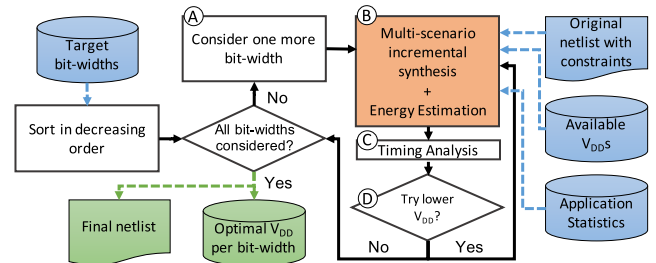 Target
bit-widths
Sort in decreasing
order
A
Consider one more
bit-width
No
All bit-widths
considered?
Yes
Final netlist
Optimal VDD
per bit-width
B
Multi-scenario
incremental
synthesis
+
Energy Estimation
C
Timing Analysis
D
Try lower
VDD?
No
Yes
Original
netlist with
constraints
Available
VDDs
Application
Statistics